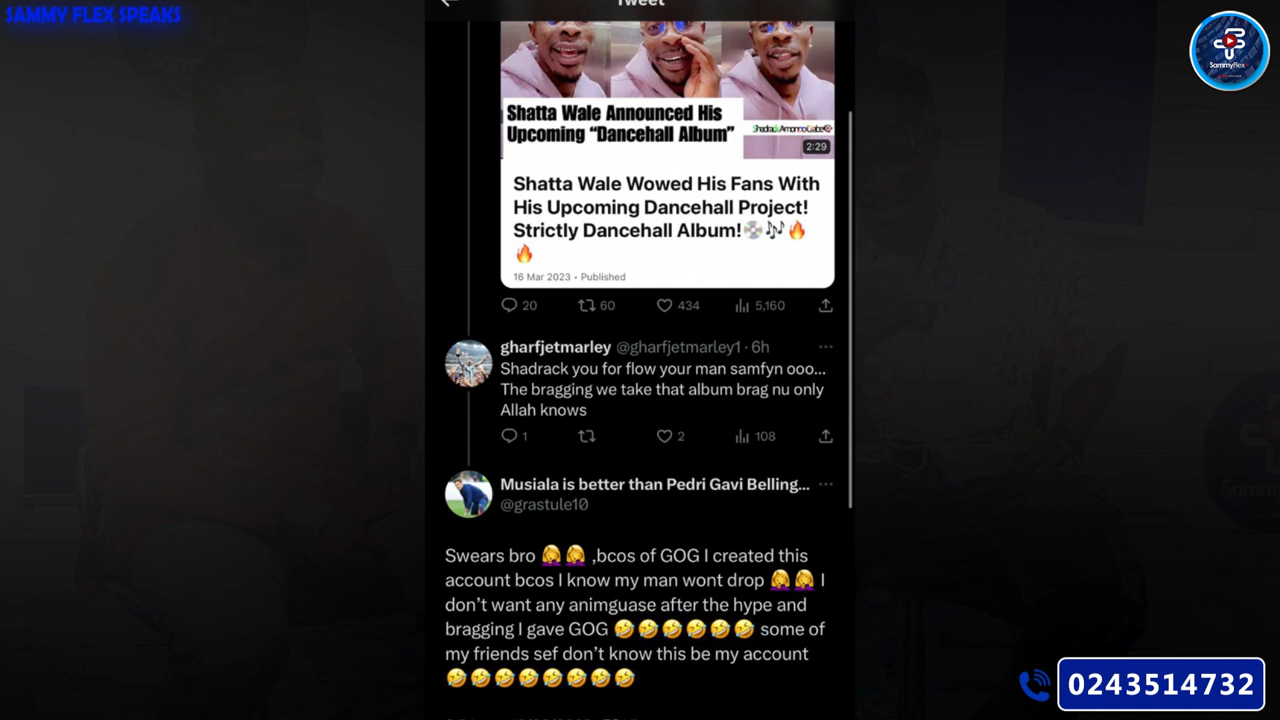 SAMMY FLEX SPEAKS
Tweet
SammyFlex
Shatta Wale Announced His
Upcoming “Dancehall Album”
2:29
Shatta Wale Wowed His Fans With
His Upcoming Dancehall Project!
Strictly Dancehall Album!💿🎶🔥
🔥
16 Mar 2023 • Published
20 60 434 5,160
gharfjetmarley @gharfjetmarley1 · 6h
Shadrack you for flow your man samfyn ooo...
The bragging we take that album brag nu only
Allah knows
1 2 108
Musiala is better than Pedri Gavi Belling...
@grastule10
Swears bro 🤦‍♀️🤦‍♀️ ,bcos of GOG I created this
account bcos I know my man wont drop 🤦‍♀️🤦‍♀️ I
don’t want any animguase after the hype and
bragging I gave GOG 🤣🤣🤣🤣🤣🤣 some of
my friends sef don’t know this be my account
🤣🤣🤣🤣🤣🤣🤣🤣
0243514732